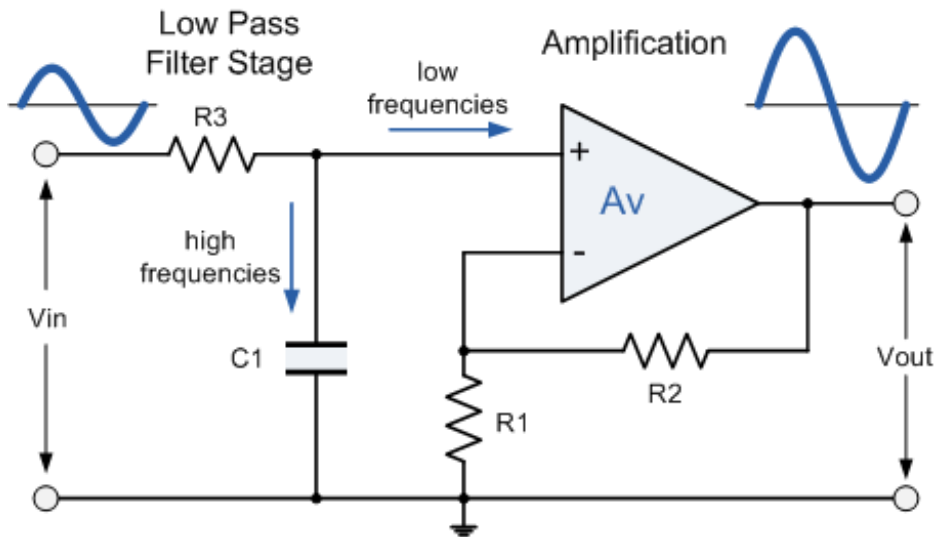 Low Pass
Filter Stage
Amplification
low
frequencies
R3
+
Av
high
frequencies
-
Vin
C1
R2
Vout
R1